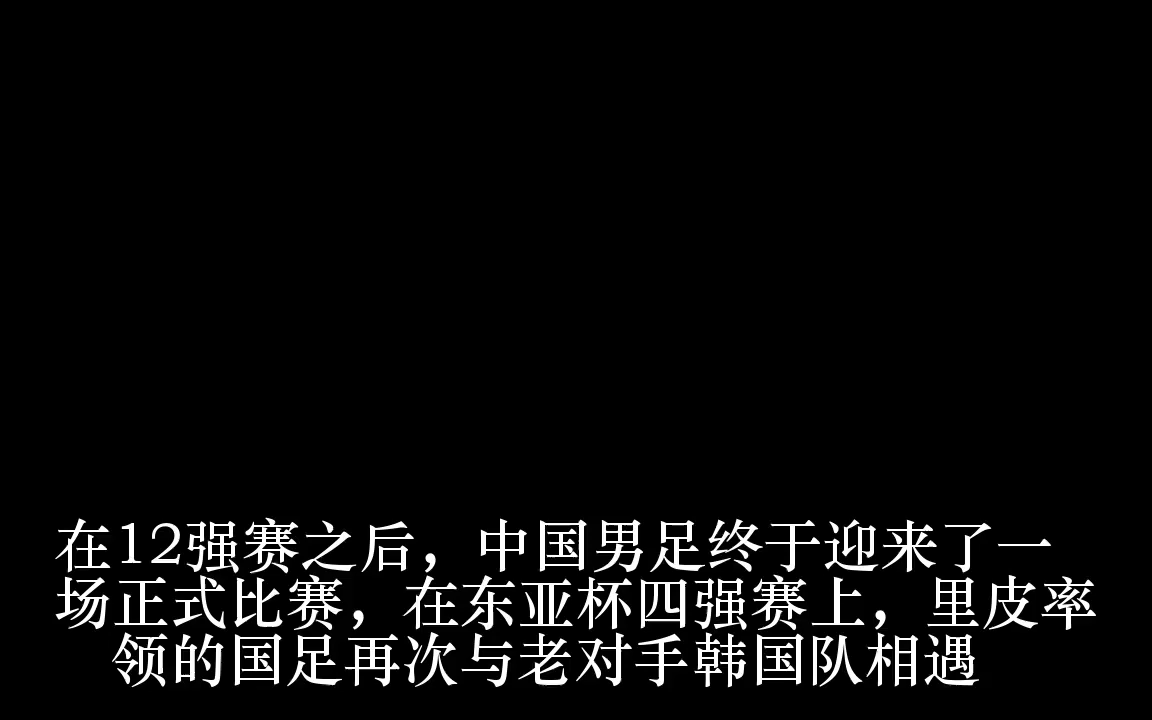 在12强赛之后，中国男足终于迎来了一
场正式比赛，在东亚杯四强赛上，里皮率
领的国足再次与老对手韩国队相遇